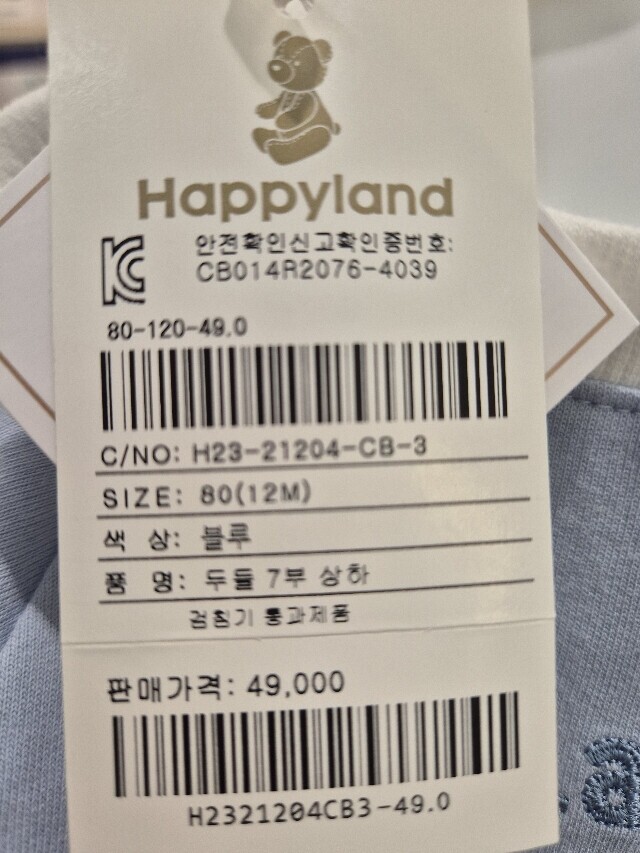 Happyland
안전확인신고확인증번호:
CB014R2076-4039
80-120-49.0
C/NO: H23-21204-CB-3
SIZE: 80(12M)
색 상: 블루
품 명: 두들 7부 상하
검침기 통과제품
판매가격: 49,000
H2321204CB3-49.0
a